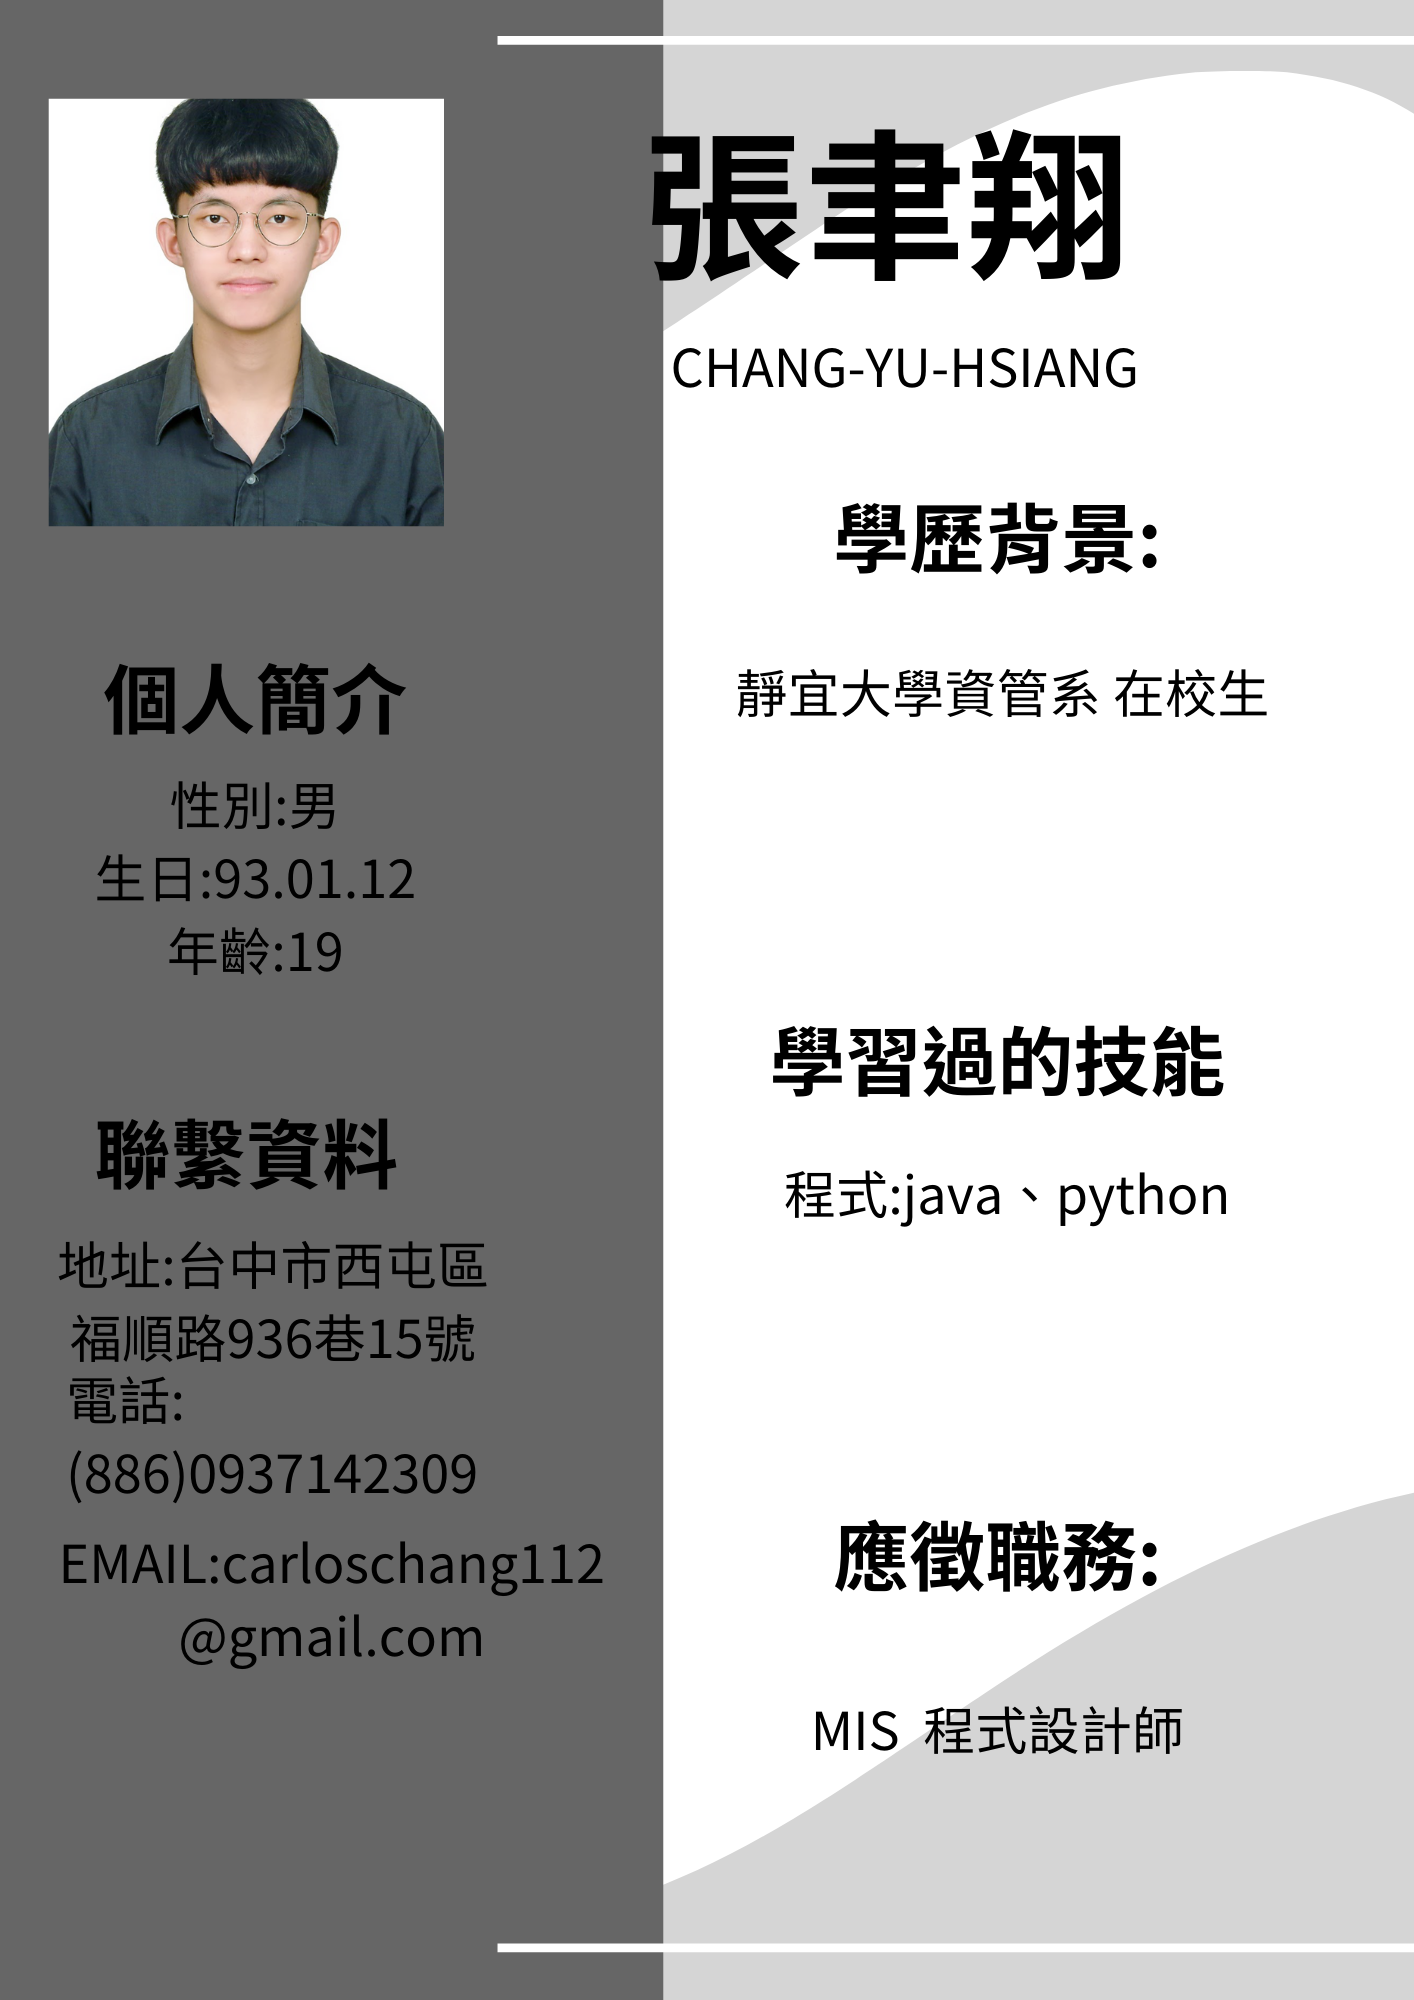 張聿翔
CHANG-YU-HSIANG
個人簡介
性別:男
生日:93.01.12
年齡:19
聯繫資料
地址:台中市西屯區
福順路936巷15號
電話:
(886)0937142309
EMAIL:carloschang112
@gmail.com
學歷背景:
靜宜大學資管系 在校生
學習過的技能
程式:java、python
應徵職務:
MIS 程式設計師